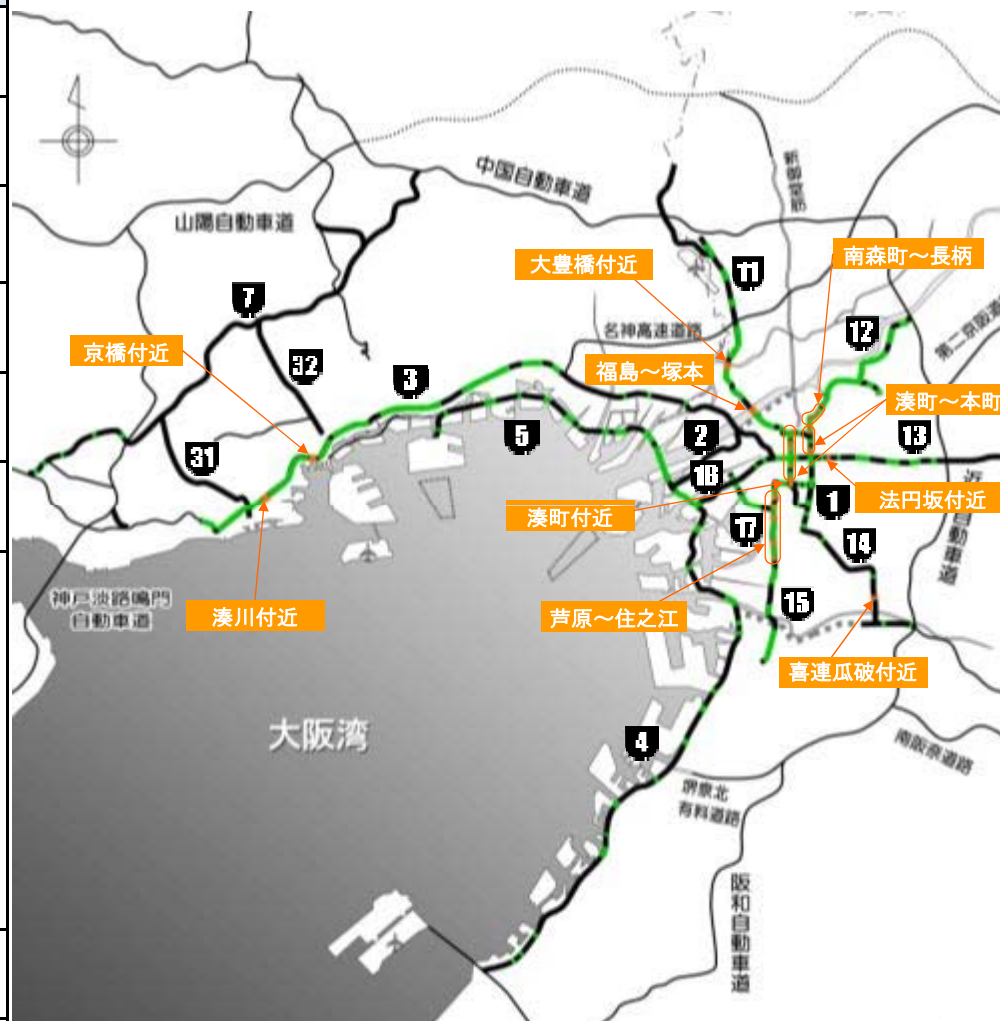 中国自動車道
新御堂筋
山陽自動車道
大豊橋付近
南森町～長柄
11
7
名神高速道路
12
第二京阪道
京橋付近
32
3
福島～塚本
湊町～本町
5
2
13
31
16
湊町付近
1
法円坂付近
17
14
近
自動車道
神戸淡路鳴門
自動車道
湊川付近
芦原～住之江
15
喜連瓜破付近
大阪湾
4
南阪奈道路
堺泉北
有料道路
阪和自動車道